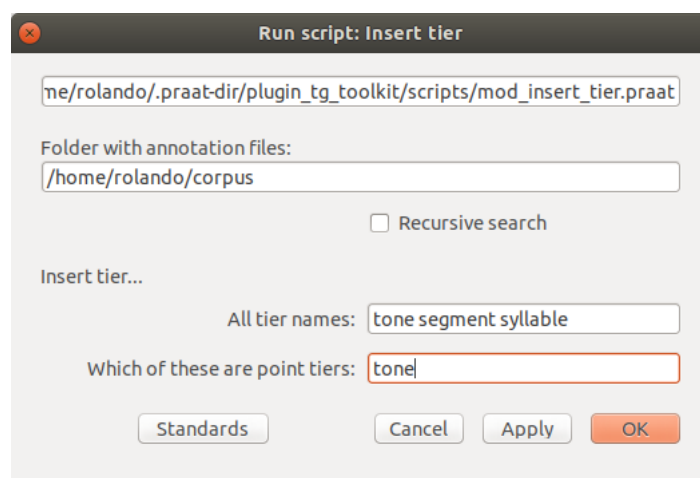 Run script: Insert tier
me/rolando/.praat-dir/plugin_tg_toolkit/scripts/mod_insert_tier.praat
Folder with annotation files:
/home/rolando/corpus
Recursive search
Insert tier...
All tier names: tone segment syllable
Which of these are point tiers: tone
Standards Cancel Apply OK